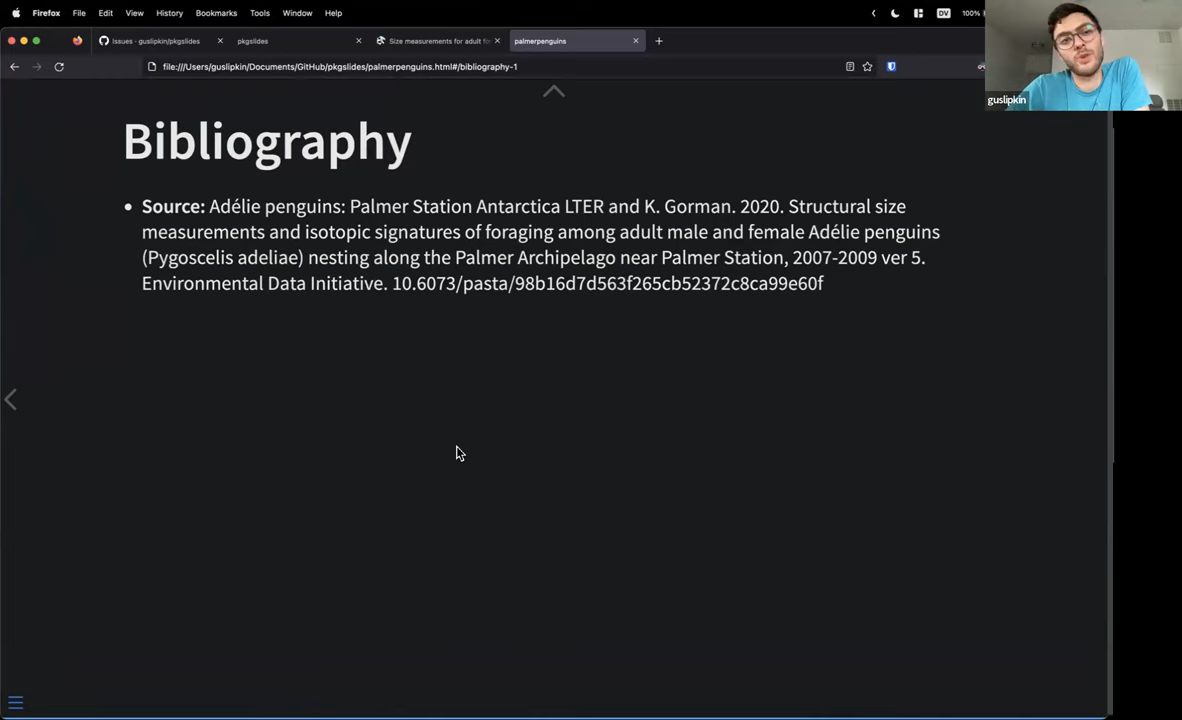 Firefox File Edit View History Bookmarks Tools Window Help DV 100%
Issues · guslipkin/pkgslides pkgslides Size measurements for adult fo palmerpenguins
file:///Users/guslipkin/Documents/GitHub/pkgslides/palmerpenguins.html#/bibliography-1
guslipkin
Bibliography
• Source: Adélie penguins: Palmer Station Antarctica LTER and K. Gorman. 2020. Structural size
measurements and isotopic signatures of foraging among adult male and female Adélie penguins
(Pygoscelis adeliae) nesting along the Palmer Archipelago near Palmer Station, 2007-2009 ver 5.
Environmental Data Initiative. 10.6073/pasta/98b16d7d563f265cb52372c8ca99e60f